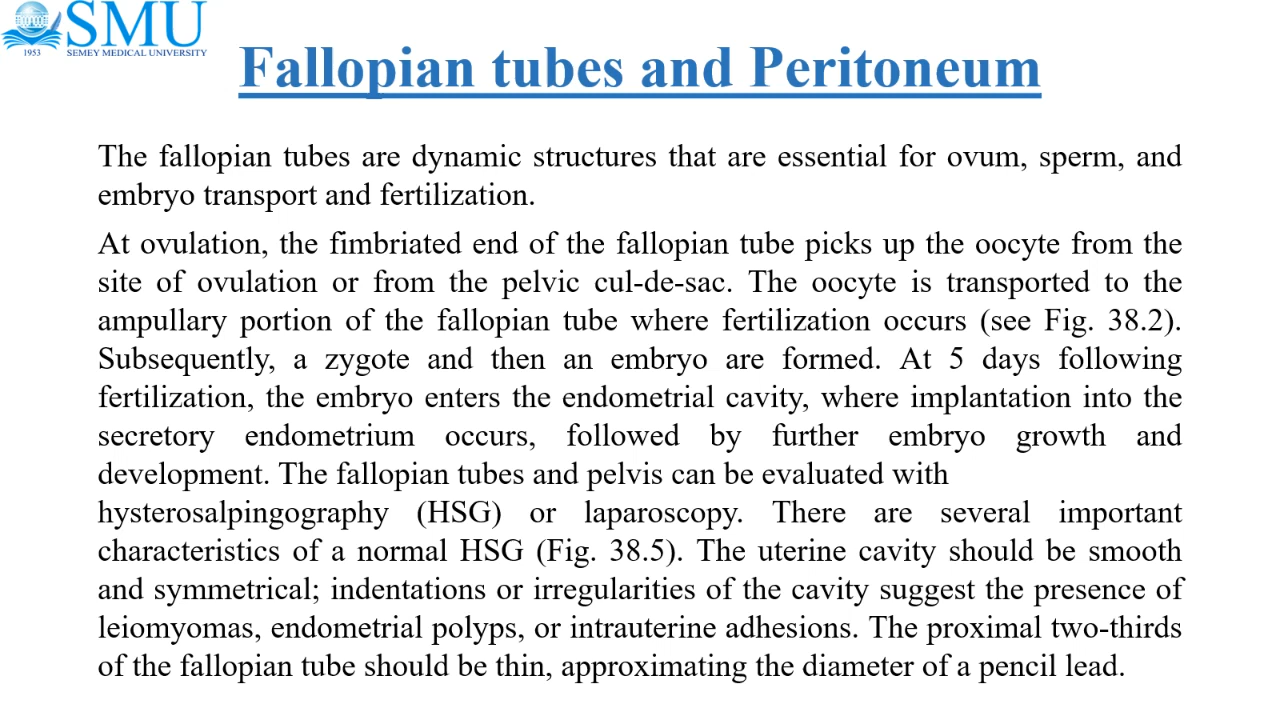 SMU
1953 SEMEY MEDICAL UNIVERSITY
Fallopian tubes and Peritoneum
The fallopian tubes are dynamic structures that are essential for ovum, sperm, and
embryo transport and fertilization.
At ovulation, the fimbriated end of the fallopian tube picks up the oocyte from the
site of ovulation or from the pelvic cul-de-sac. The oocyte is transported to the
ampullary portion of the fallopian tube where fertilization occurs (see Fig. 38.2).
Subsequently, a zygote and then an embryo are formed. At 5 days following
fertilization, the embryo enters the endometrial cavity, where implantation into the
secretory endometrium occurs, followed by further embryo growth and
development. The fallopian tubes and pelvis can be evaluated with
hysterosalpingography (HSG) or laparoscopy. There are several important
characteristics of a normal HSG (Fig. 38.5). The uterine cavity should be smooth
and symmetrical; indentations or irregularities of the cavity suggest the presence of
leiomyomas, endometrial polyps, or intrauterine adhesions. The proximal two-thirds
of the fallopian tube should be thin, approximating the diameter of a pencil lead.